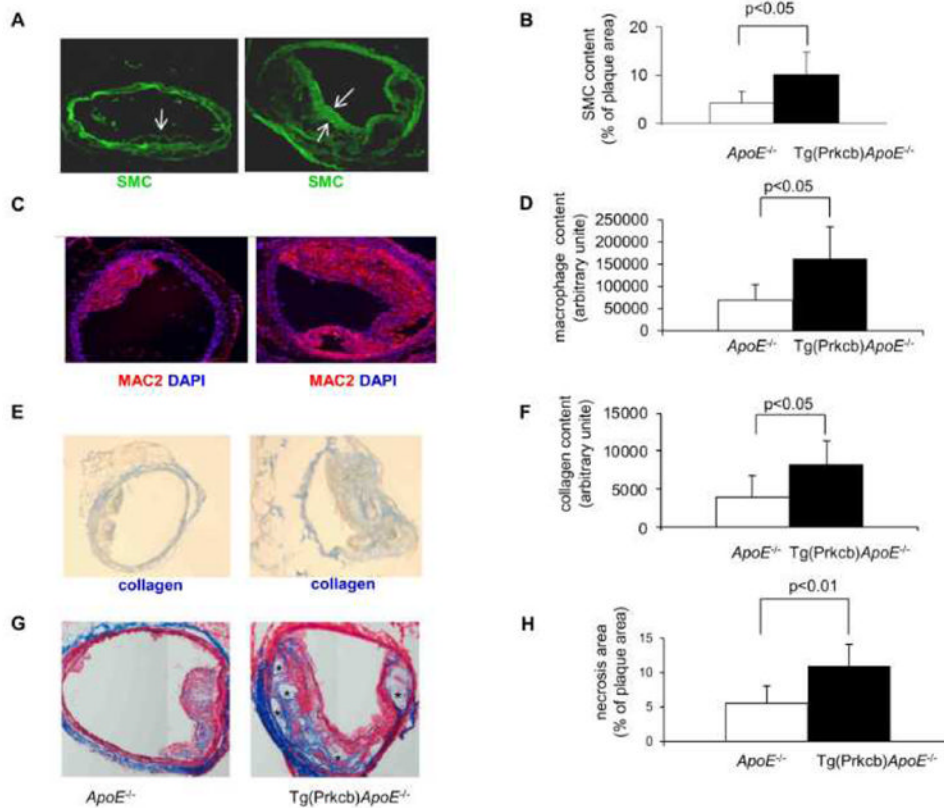 A
SMC
SMC
B
p<0.05
SMC content
(% of plaque area)
20
10
0
ApoE-/-
Tg(Prkcb)ApoE-/-
C
MAC2 DAPI
MAC2 DAPI
D
p<0.05
macrophage content
(arbitrary unite)
250000
200000
150000
100000
50000
0
ApoE-/-
Tg(Prkcb)ApoE-/-
E
collagen
collagen
F
p<0.05
collagen content
(arbitrary unite)
15000
10000
5000
0
ApoE-/-
Tg(Prkcb)ApoE-/-
G
ApoE-/-
Tg(Prkcb)ApoE-/-
H
p<0.01
necrosis area
(% of plaque area)
15
10
5
0
ApoE-/-
Tg(Prkcb)ApoE-/-